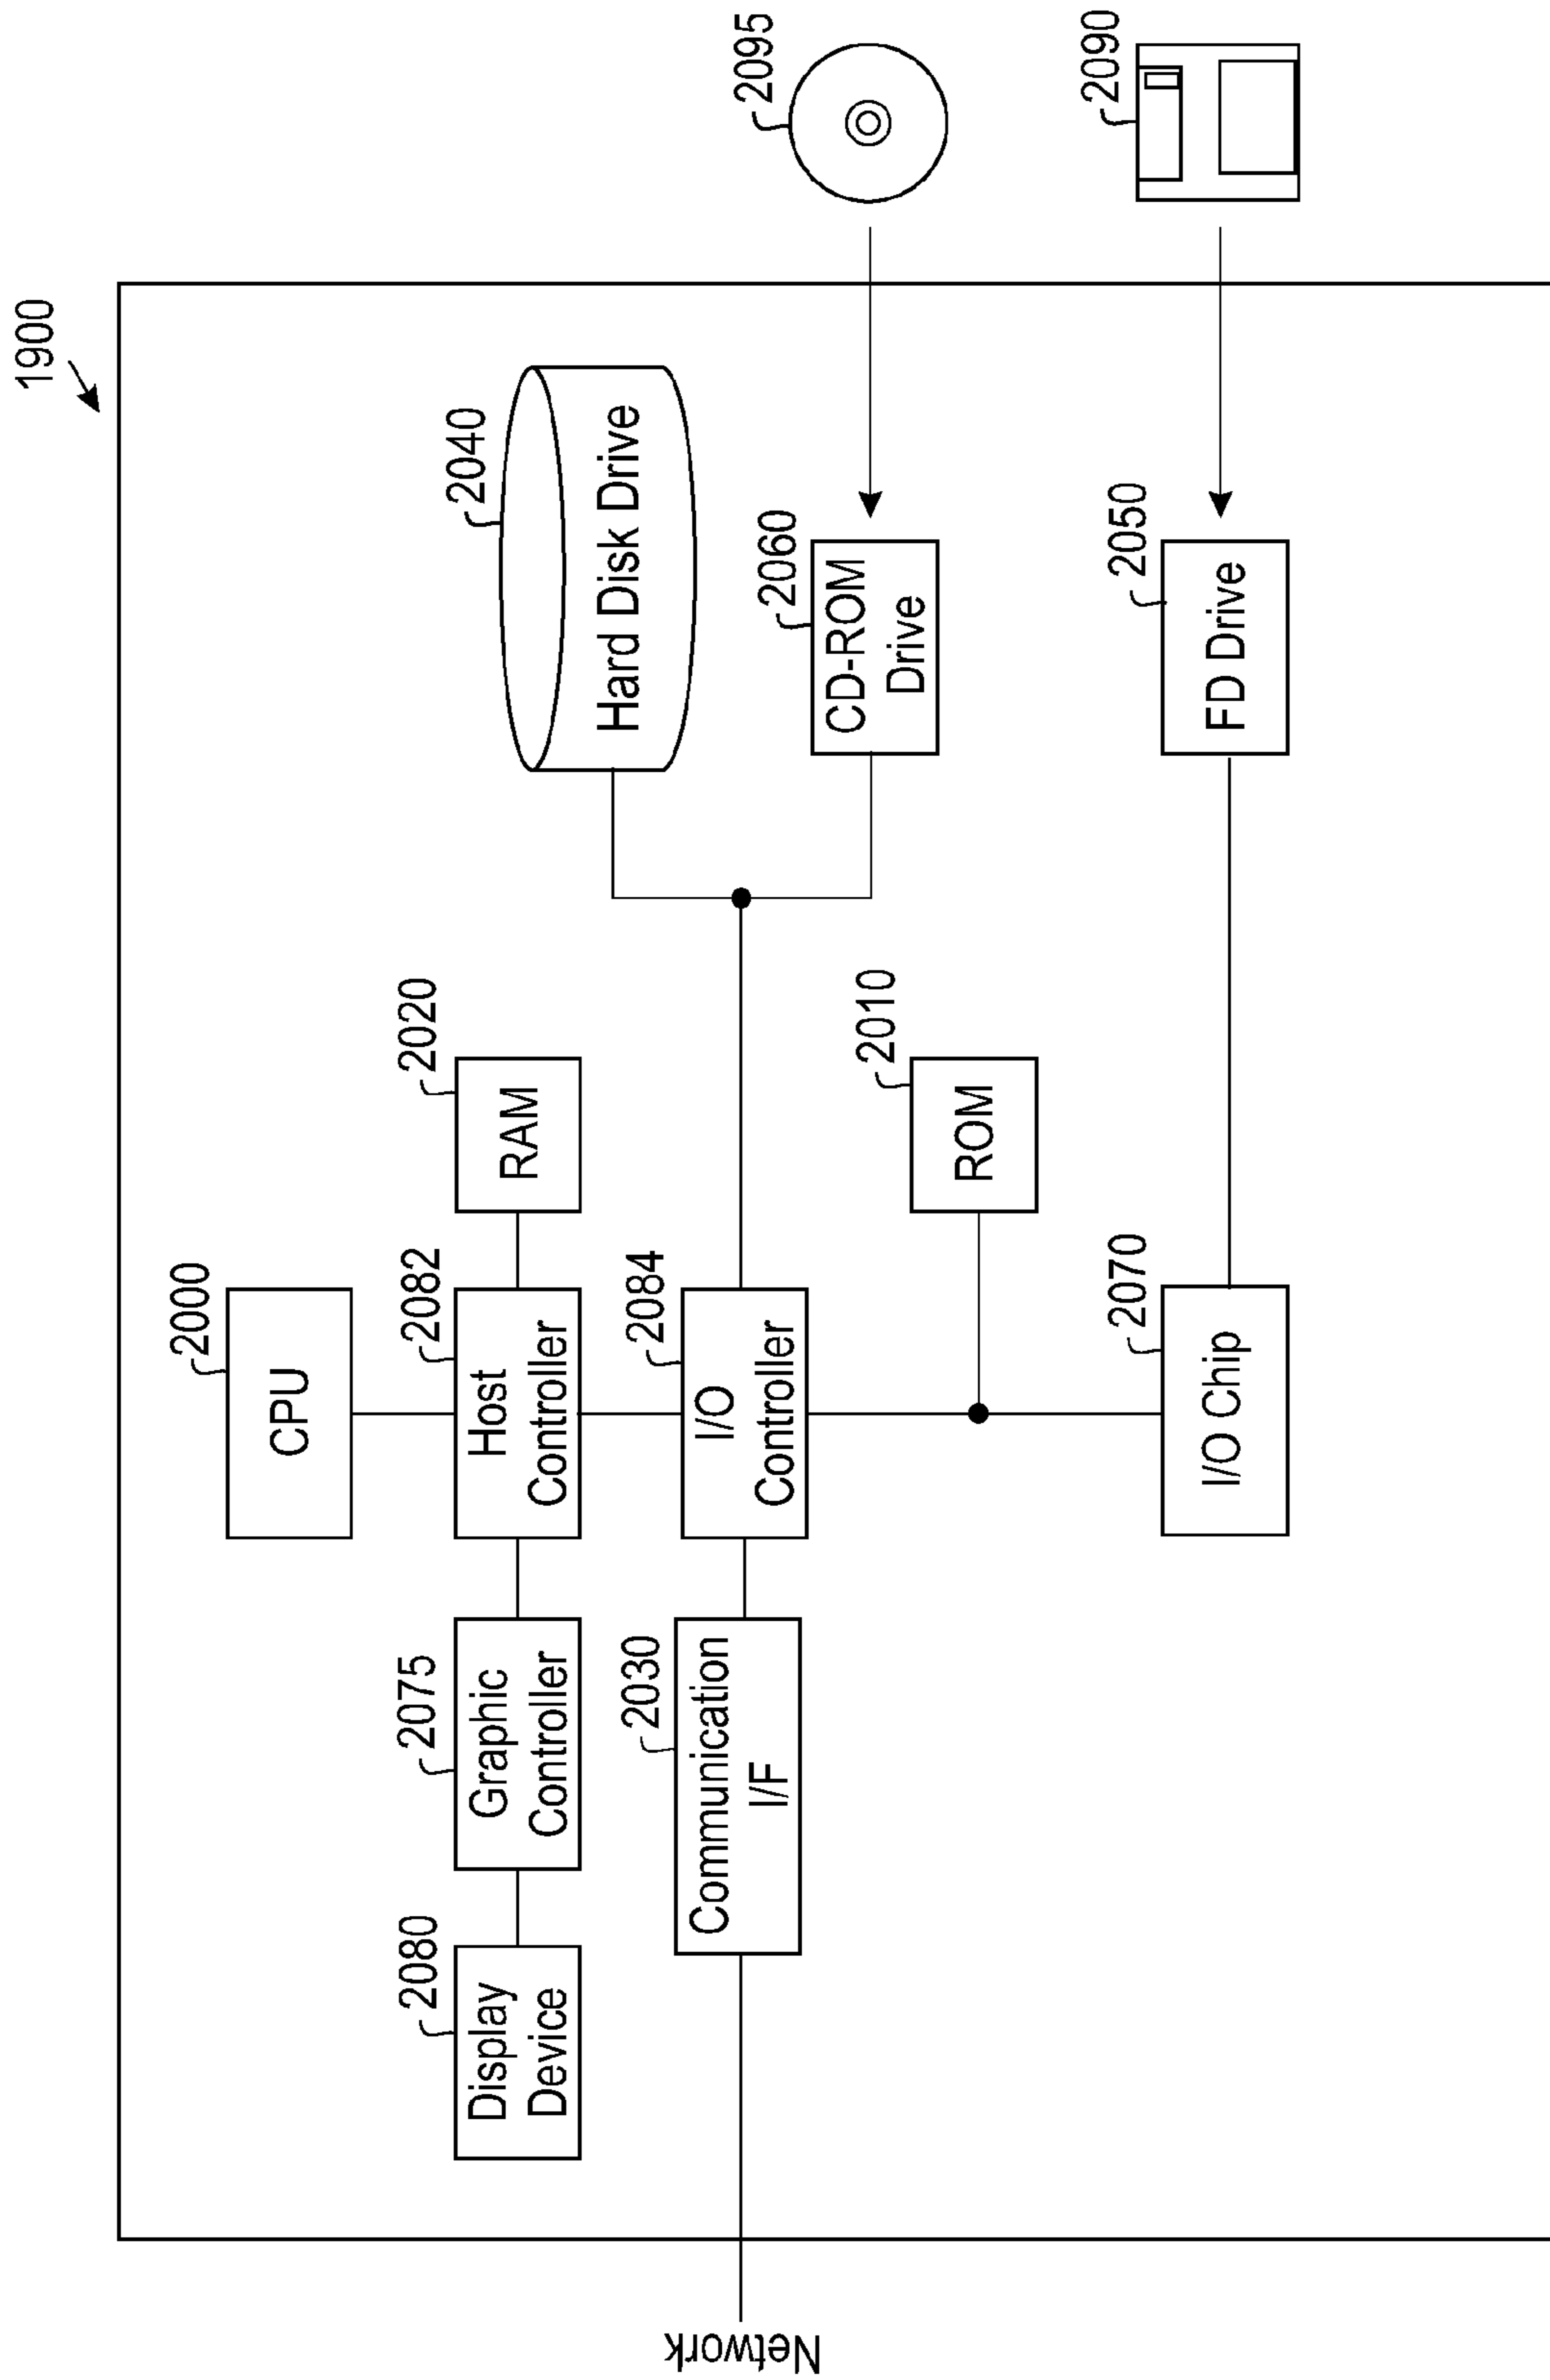 1900
2000
CPU
2080
Display
Device
2075
Graphic
Controller
2082
Host
Controller
2020
RAM
2040
Hard Disk Drive
Network
2030
Communication
I/F
2084
I/O
Controller
2060
CD-ROM
Drive
2095
2010
ROM
2070
I/O Chip
2050
FD Drive
2090